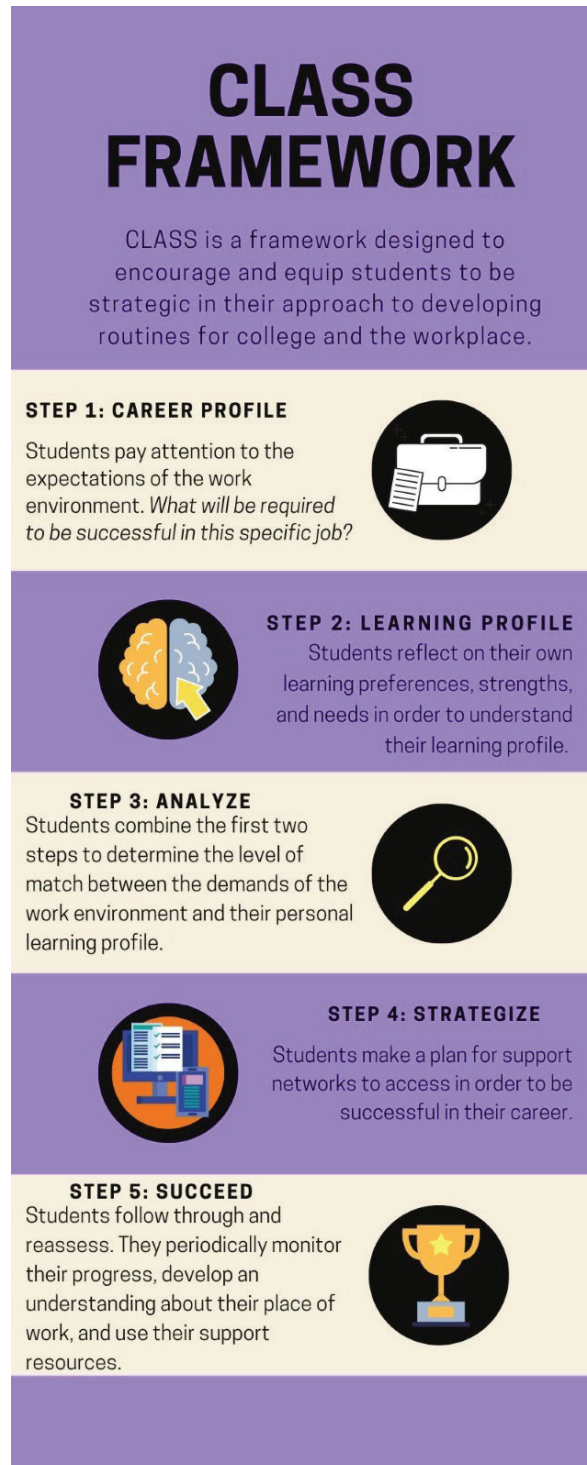 CLASS
FRAMEWORK
CLASS is a framework designed to
encourage and equip students to be
strategic in their approach to developing
routines for college and the workplace.
STEP 1: CAREER PROFILE
Students pay attention to the
expectations of the work
environment. What will be required
to be successful in this specific job?
STEP 2: LEARNING PROFILE
Students reflect on their own
learning preferences, strengths,
and needs in order to understand
their learning profile.
STEP 3: ANALYZE
Students combine the first two
steps to determine the level of
match between the demands of the
work environment and their personal
learning profile.
STEP 4: STRATEGIZE
Students make a plan for support
networks to access in order to be
successful in their career.
STEP 5: SUCCEED
Students follow through and
reassess. They periodically monitor
their progress, develop an
understanding about their place of
work, and use their support
resources.